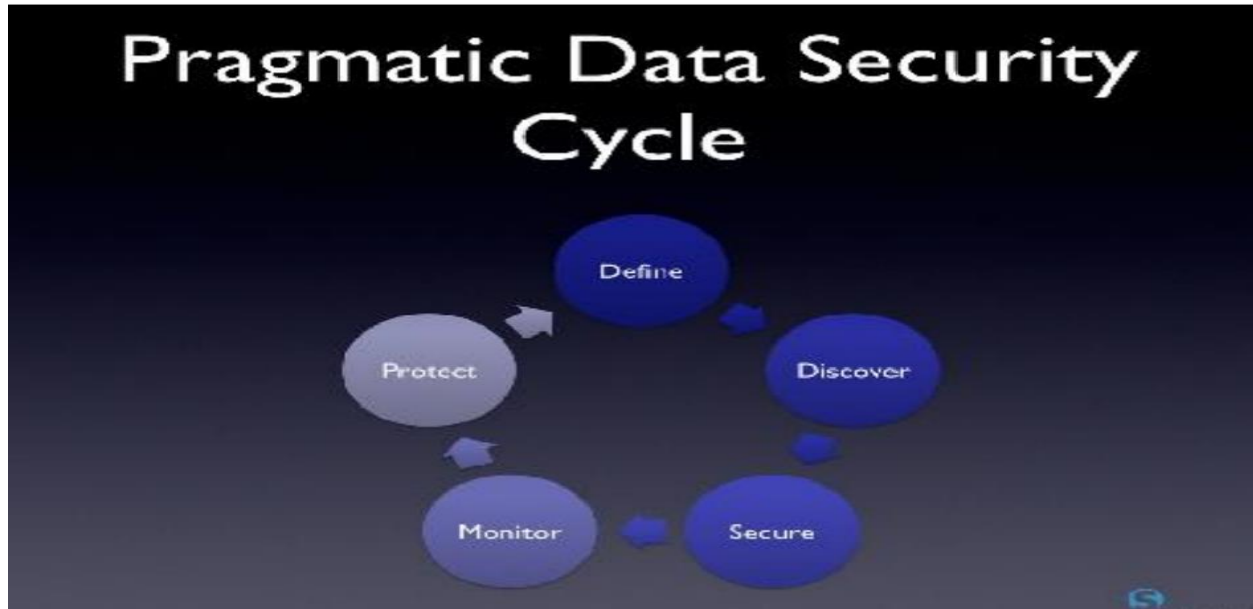 Pragmatic Data Security
Cycle
Define
Protect
Discover
Monitor
Secure